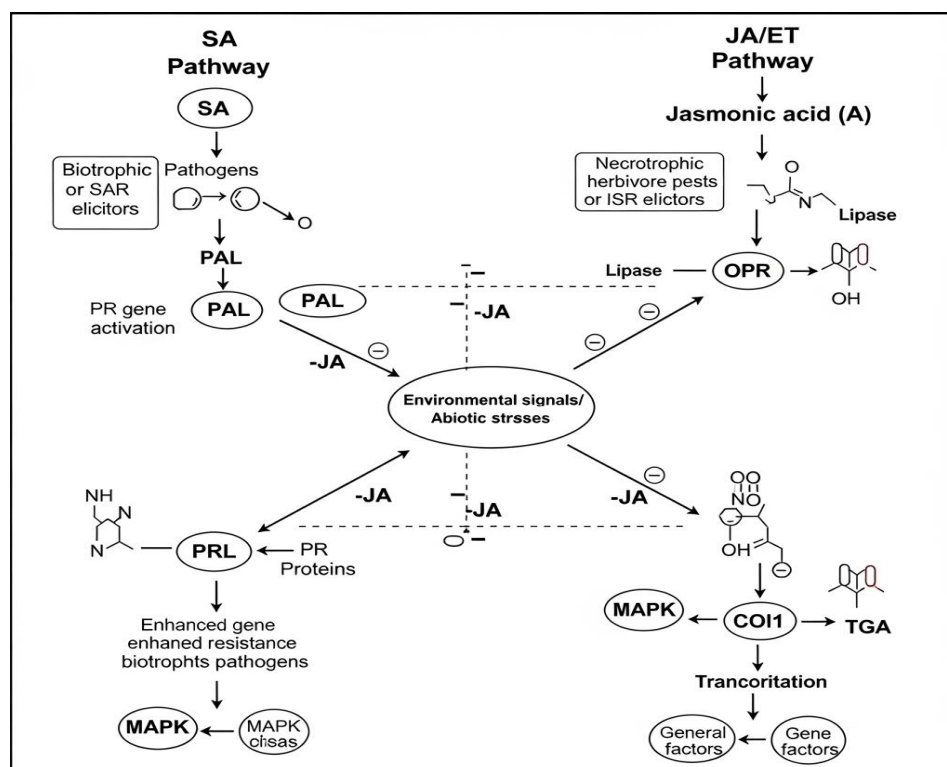 SA
Pathway
SA
Biotrophic
or SAR
elicitors
Pathogens
O
PAL
PR gene
activation
PAL
PAL
-JA
JA/ET
Pathway
Jasmonic acid (A)
Necrotrophic
herbivore pests
or ISR elictors
O
N
Lipase
Lipase
OPR
OH
-JA
Environmental signals/
Abiotic strsses
-JA
-JA
-JA
NH
N
N
PRL
PR
Proteins
Enhanced gene
enhaned resistance
biotrophts pathogens
MAPK
MAPK
O
O
N
O
OH
MAPK
COI1
TGA
Trancoritation
General
factors
Gene
factors